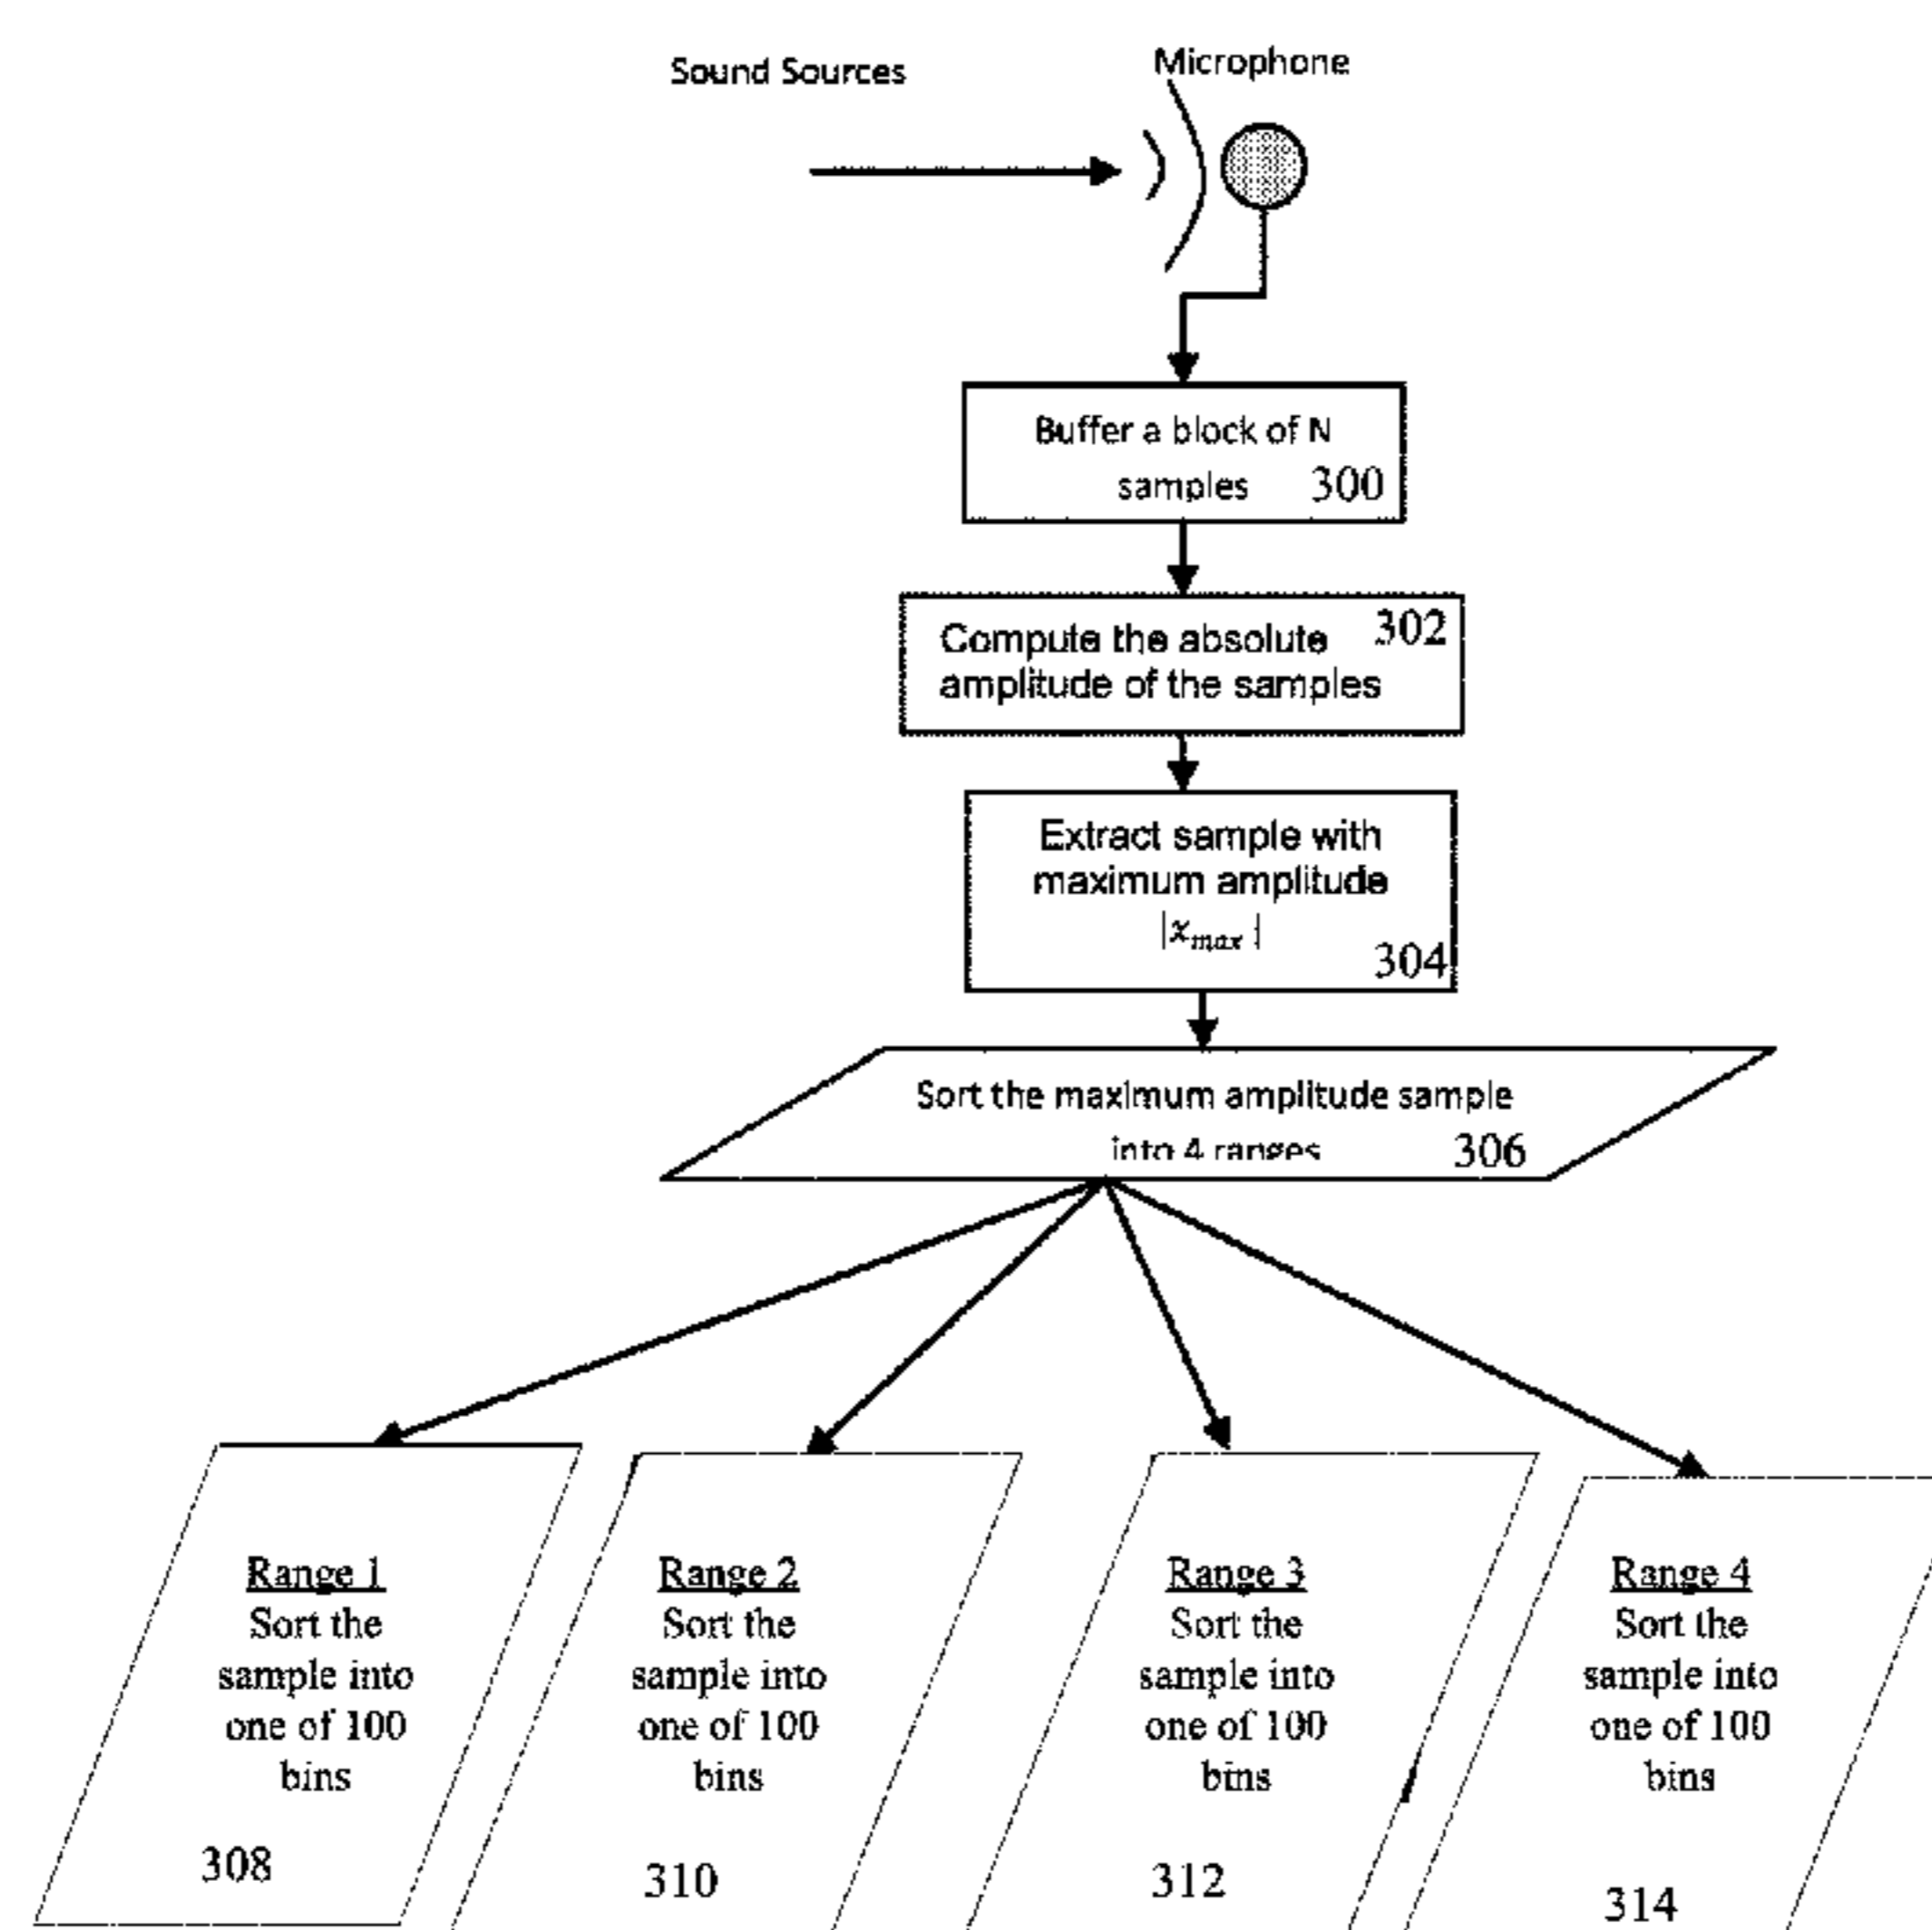 Sound Sources
Microphone
Buffer a block of N
samples 300
302
Compute the absolute
amplitude of the samples
Extract sample with
maximum amplitude
|x_max|
304
Sort the maximum amplitude sample
into 4 ranges 306
Range 1
Sort the
sample into
one of 100
bins
308
Range 2
Sort the
sample into
one of 100
bins
310
Range 3
Sort the
sample into
one of 100
bins
312
Range 4
Sort the
sample into
one of 100
bins
314